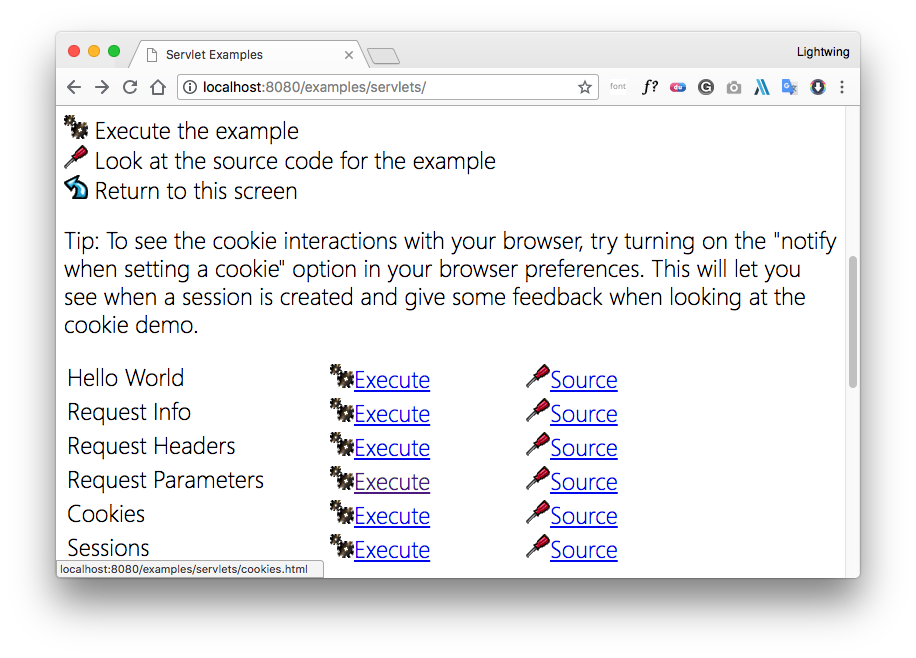 Servlet Examples
Lightwing
localhost:8080/examples/servlets/
font
f?
du
G
Execute the example
Look at the source code for the example
Return to this screen
Tip: To see the cookie interactions with your browser, try turning on the "notify
when setting a cookie" option in your browser preferences. This will let you
see when a session is created and give some feedback when looking at the
cookie demo.
Hello World Execute Source
Request Info Execute Source
Request Headers Execute Source
Request Parameters Execute Source
Cookies Execute Source
Sessions Execute Source
localhost:8080/examples/servlets/cookies.html